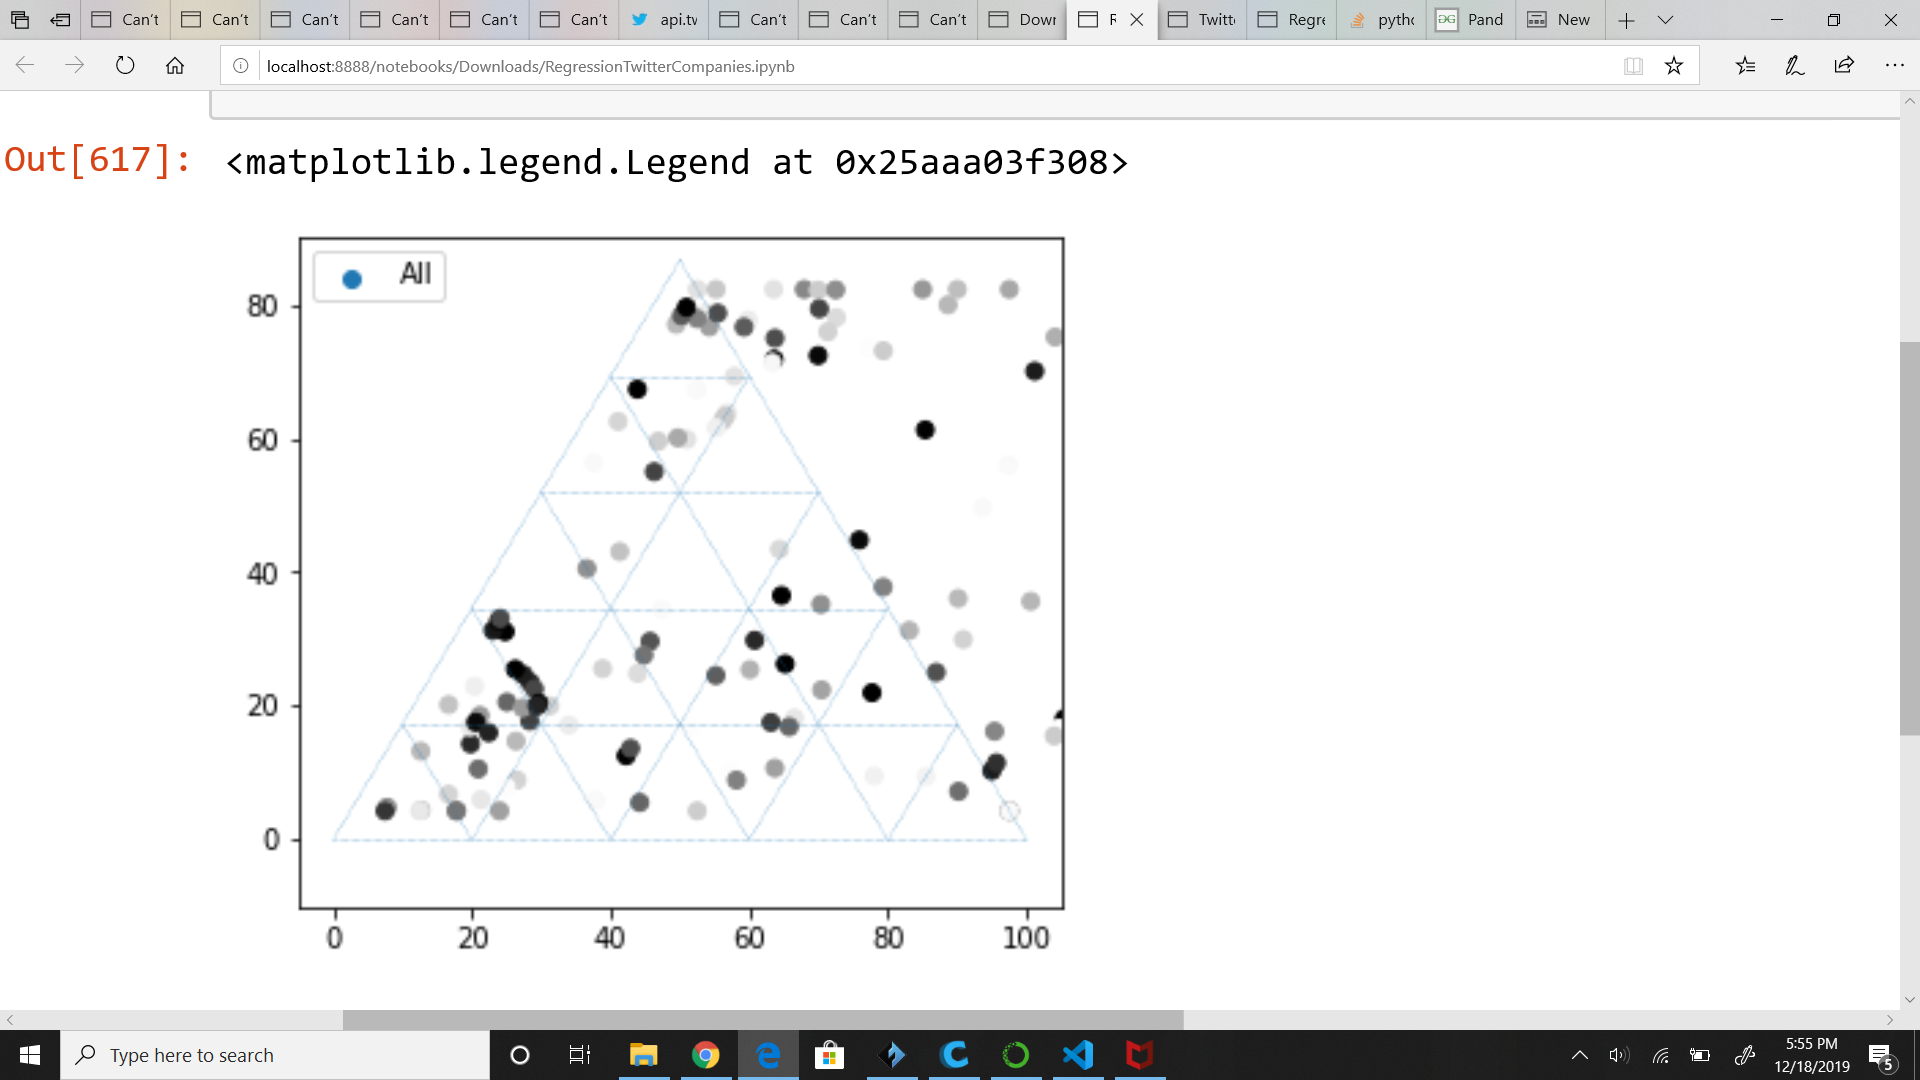 Can't Can't Can't Can't Can't Can't api.tv Can't Can't Can't Down R Twitt Regre pytho GG Pand New
localhost:8888/notebooks/Downloads/RegressionTwitterCompanies.ipynb
Out[617]: <matplotlib.legend.Legend at 0x25aaa03f308>
All
80
60
40
20
0
0 20 40 60 80 100
Type here to search
5:55 PM
12/18/2019
5